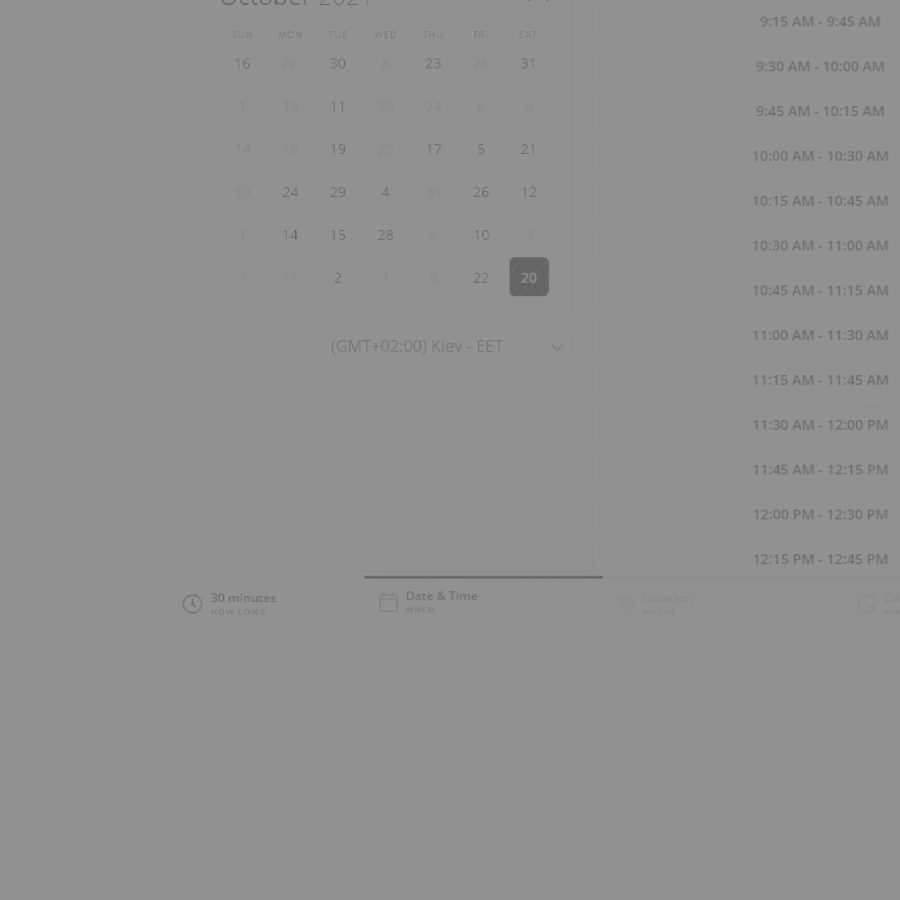 October 2021
SUN MON TUE WED THU FRI SAT
16 26 30 8 23 26 31
1 15 11 20 24 6 9
14 18 19 25 17 5 21
10 24 29 4 31 26 12
1 14 15 28 5 10 3
7 17 2 1 8 22 20
(GMT+02:00) Kiev - EET
9:15 AM - 9:45 AM
9:30 AM - 10:00 AM
9:45 AM - 10:15 AM
10:00 AM - 10:30 AM
10:15 AM - 10:45 AM
10:30 AM - 11:00 AM
10:45 AM - 11:15 AM
11:00 AM - 11:30 AM
11:15 AM - 11:45 AM
11:30 AM - 12:00 PM
11:45 AM - 12:15 PM
12:00 PM - 12:30 PM
12:15 PM - 12:45 PM
30 minutes
HOW LONG
Date & Time
WHEN
Location
WHERE